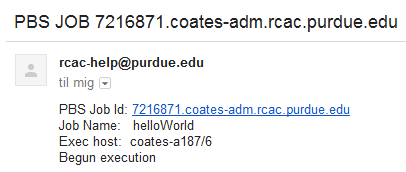 PBS JOB 7216871.coates-adm.rcac.purdue.edu
rcac-help@purdue.edu
til mig
PBS Job Id: 7216871.coates-adm.rcac.purdue.edu
Job Name: helloWorld
Exec host: coates-a187/6
Begun execution